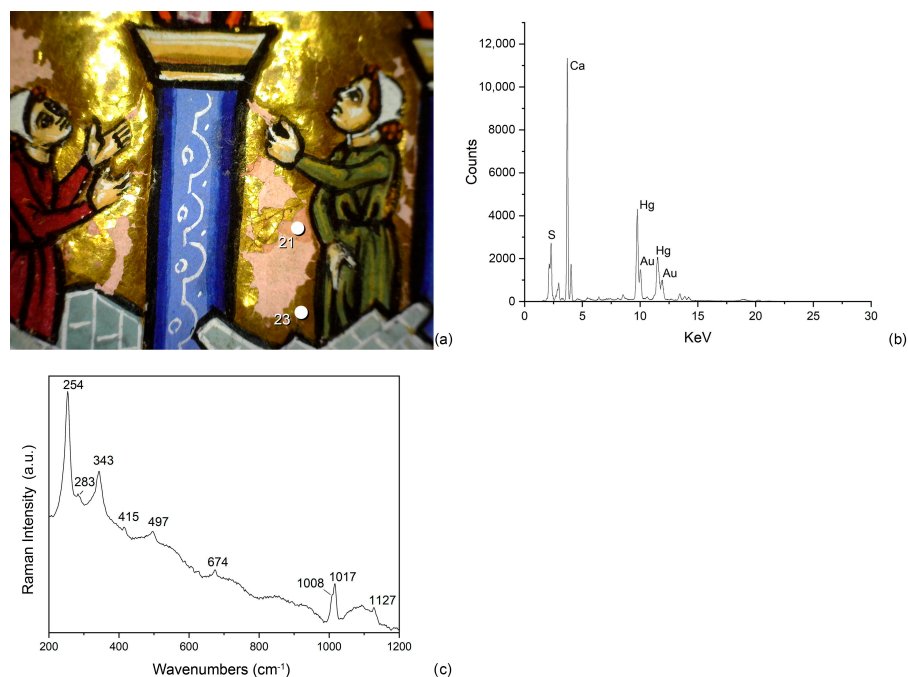 21
23
(a)
12,000
10,000
8000
6000
4000
2000
0
Counts
S
Ca
Hg
Au
Hg
Au
0
5
10
15
20
25
30
KeV
(b)
254
283
343
415
497
674
1008
1017
1127
Raman Intensity (a.u.)
200
400
600
800
1000
1200
Wavenumbers (cm⁻¹)
(c)